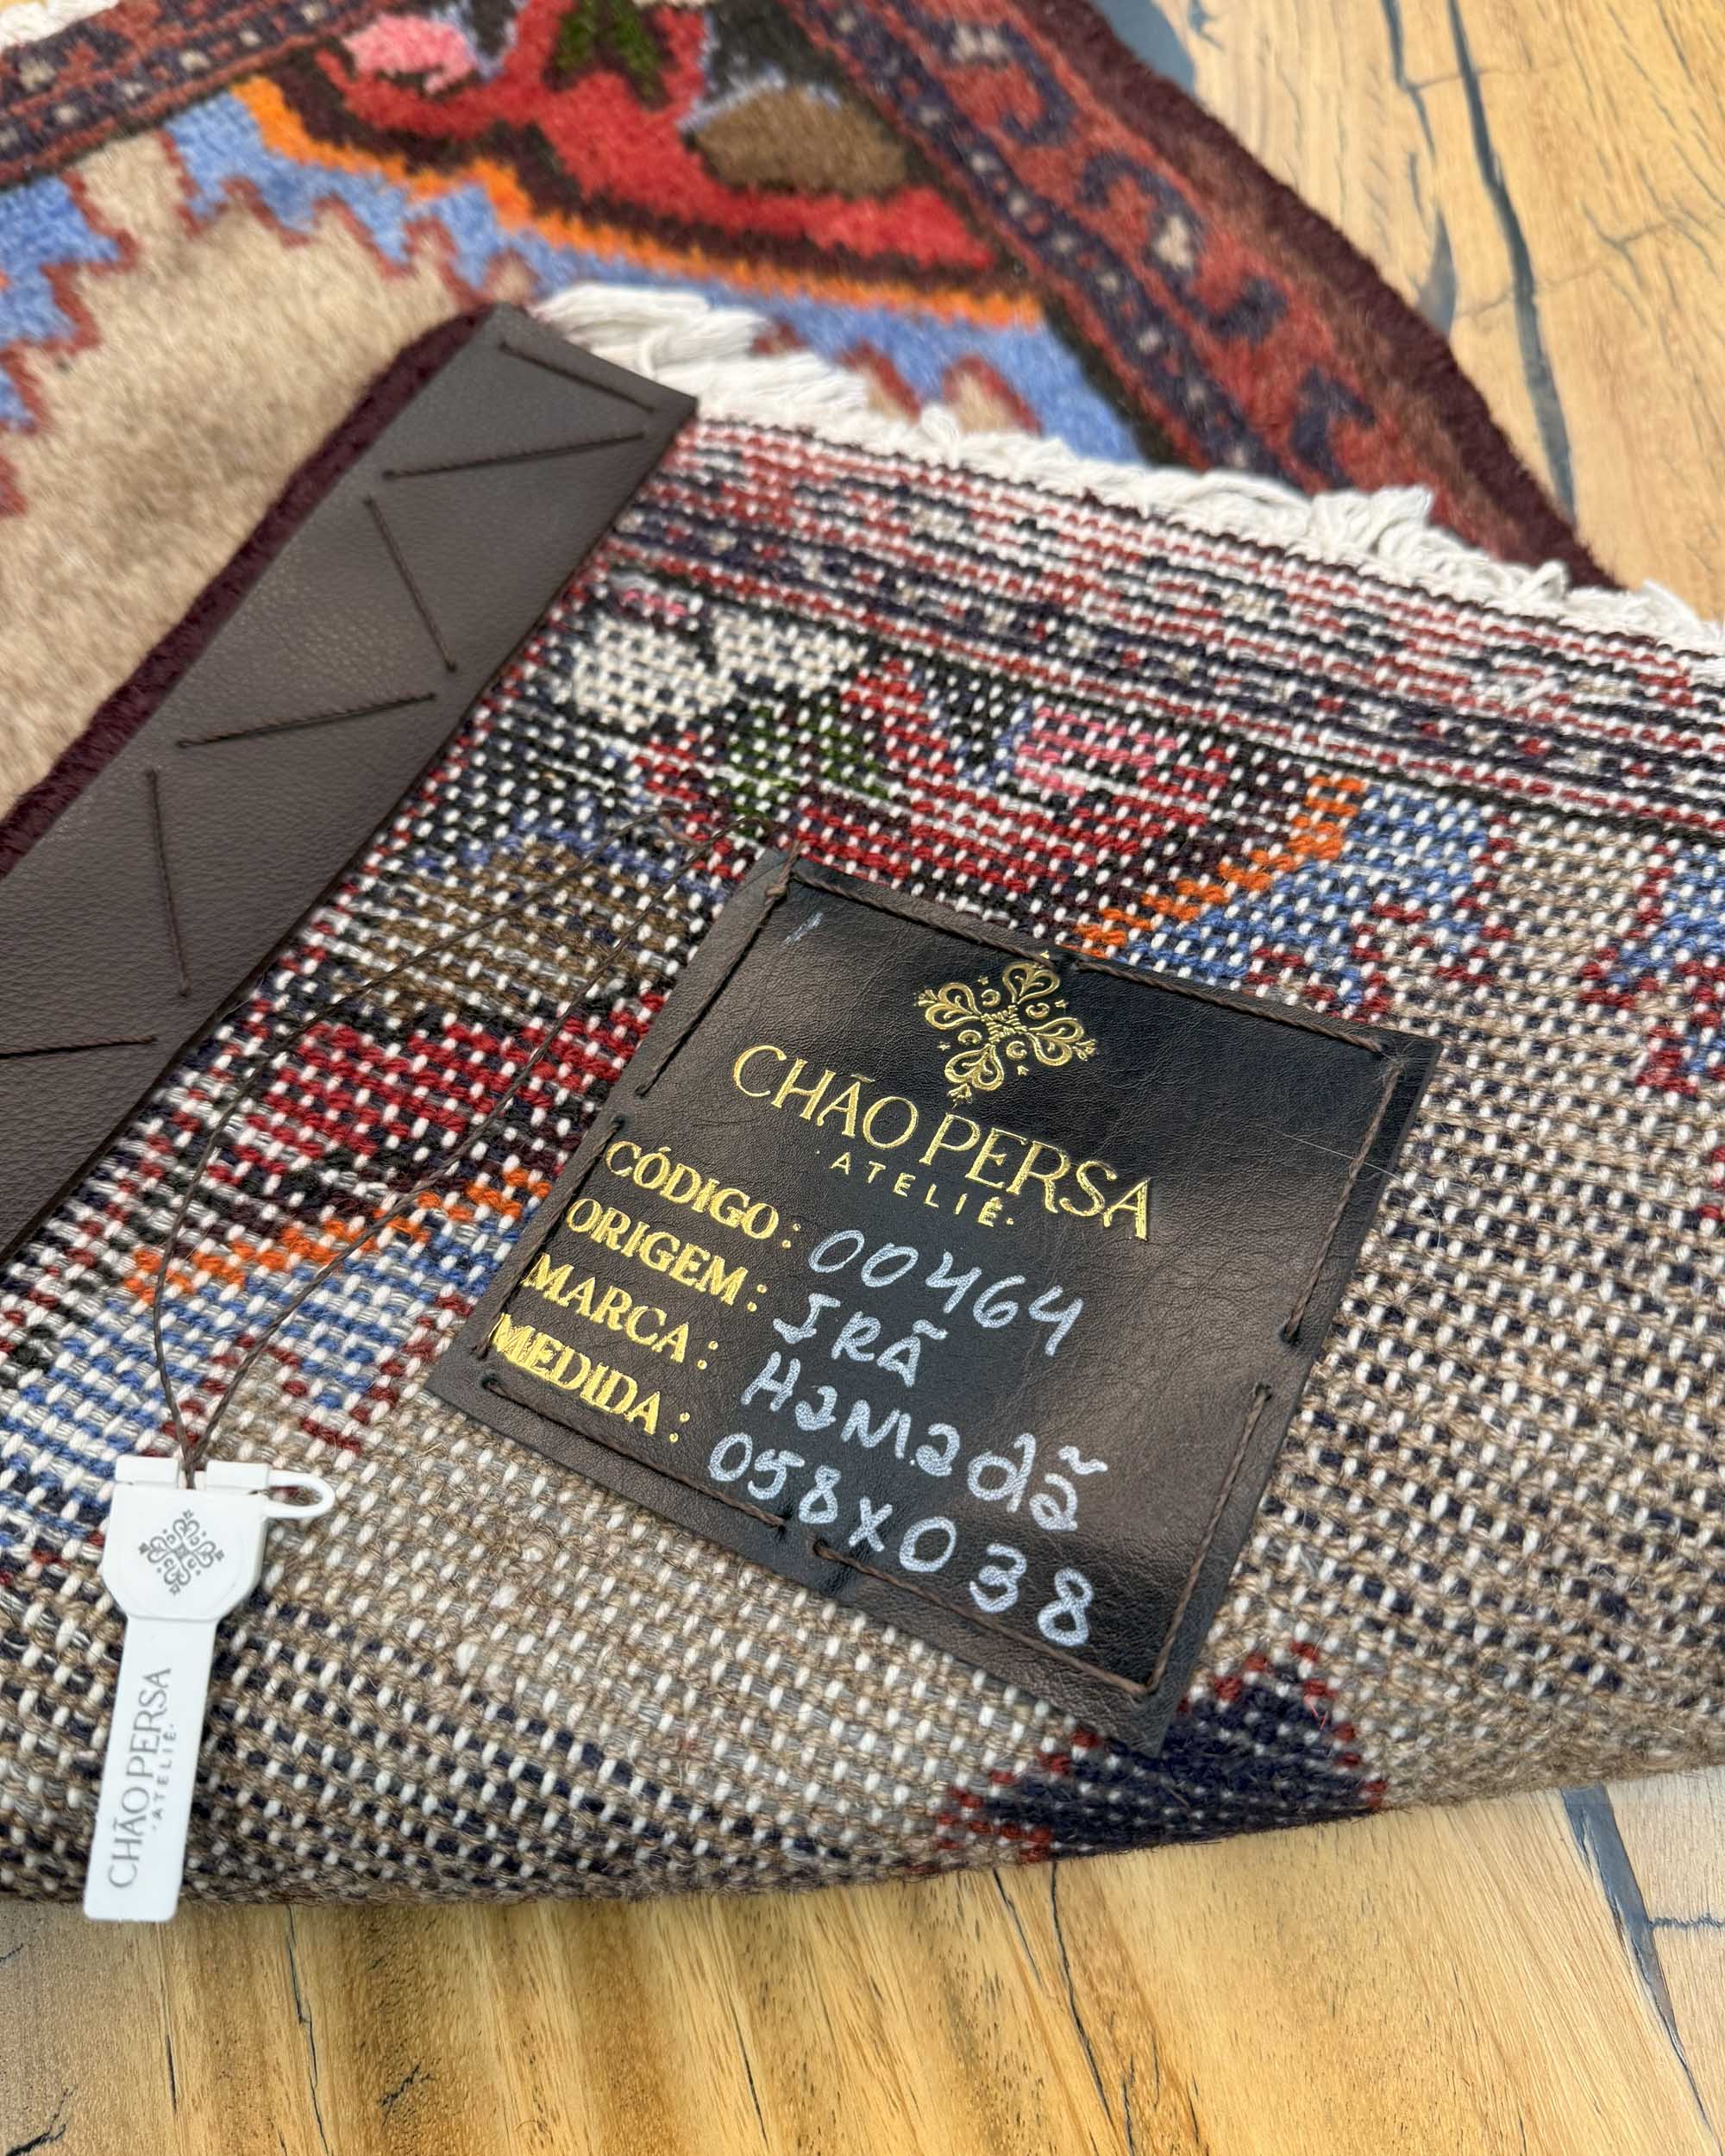 CHÃO PERSA
·ATELIÊ·
CÓDIGO: 00464
ORIGEM: IRÃ
MARCA: Hamadã
MEDIDA: 058x038
CHÃO PERSA
·ATELIÊ·